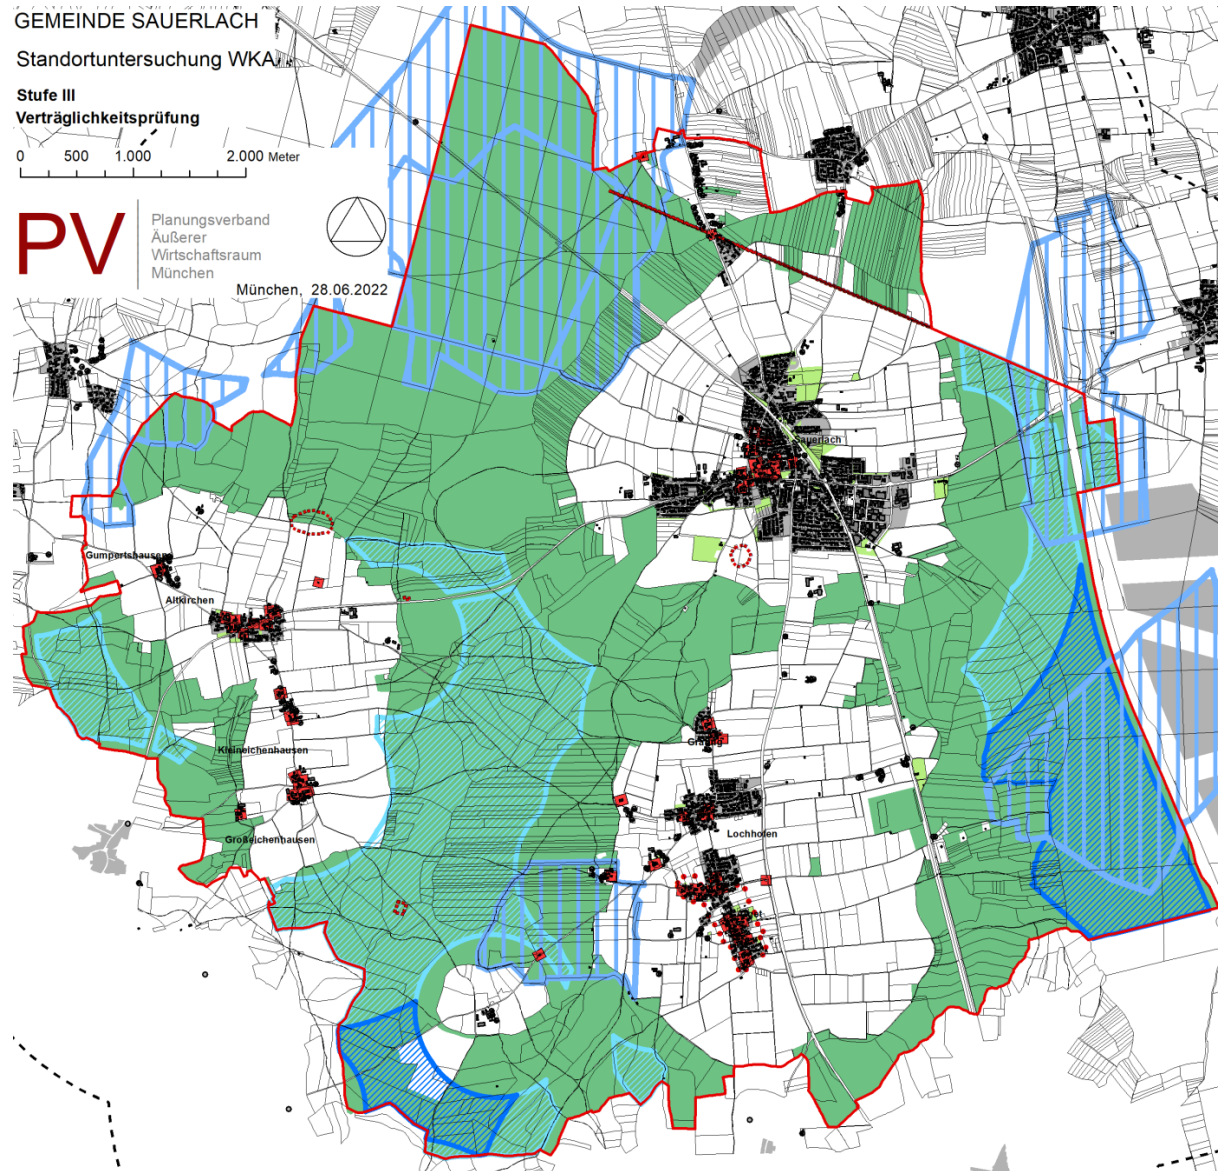 GEMEINDE SAUERLACH
Standortuntersuchung WKA
Stufe III
Verträglichkeitsprüfung
0 500 1.000 2.000 Meter
PV
Planungsverband
Äußerer
Wirtschaftsraum
München
München, 28.06.2022
Sauerlach
Gumpertshausen
Altkirchen
Kleineichenhausen
Großeichenhausen
Grafing
Lochhofen